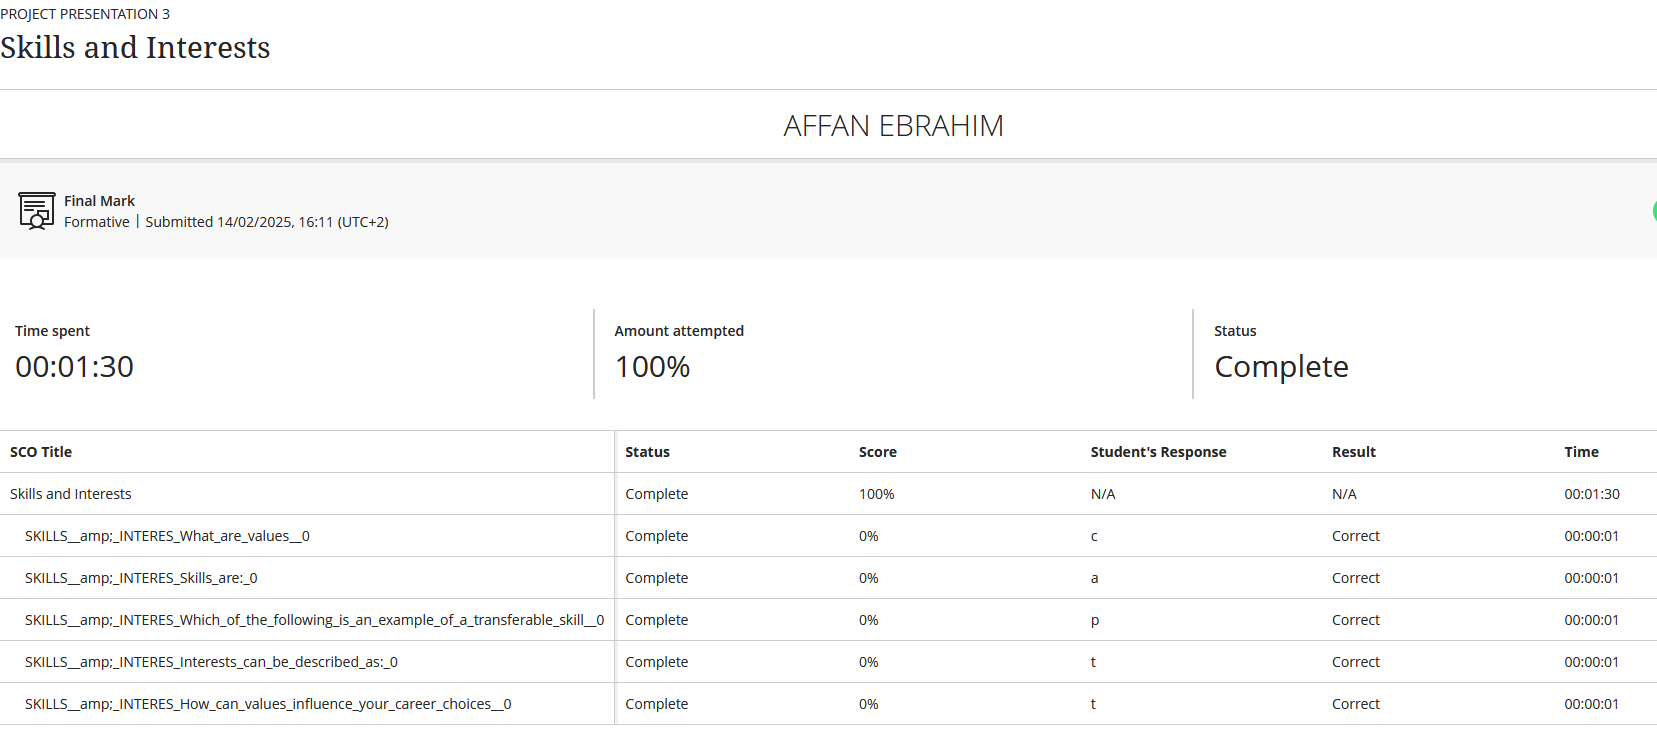 PROJECT PRESENTATION 3
Skills and Interests
AFFAN EBRAHIM
Final Mark
Formative | Submitted 14/02/2025, 16:11 (UTC+2)
Time spent Amount attempted Status
00:01:30 100% Complete
SCO Title Status Score Student's Response Result Time
Skills and Interests Complete 100% N/A N/A 00:01:30
SKILLS__amp;_INTERES_What_are_values__0 Complete 0% c Correct 00:00:01
SKILLS__amp;_INTERES_Skills_are:_0 Complete 0% a Correct 00:00:01
SKILLS__amp;_INTERES_Which_of_the_following_is_an_example_of_a_transferable_skill__0 Complete 0% p Correct 00:00:01
SKILLS__amp;_INTERES_Interests_can_be_described_as:_0 Complete 0% t Correct 00:00:01
SKILLS__amp;_INTERES_How_can_values_influence_your_career_choices__0 Complete 0% t Correct 00:00:01